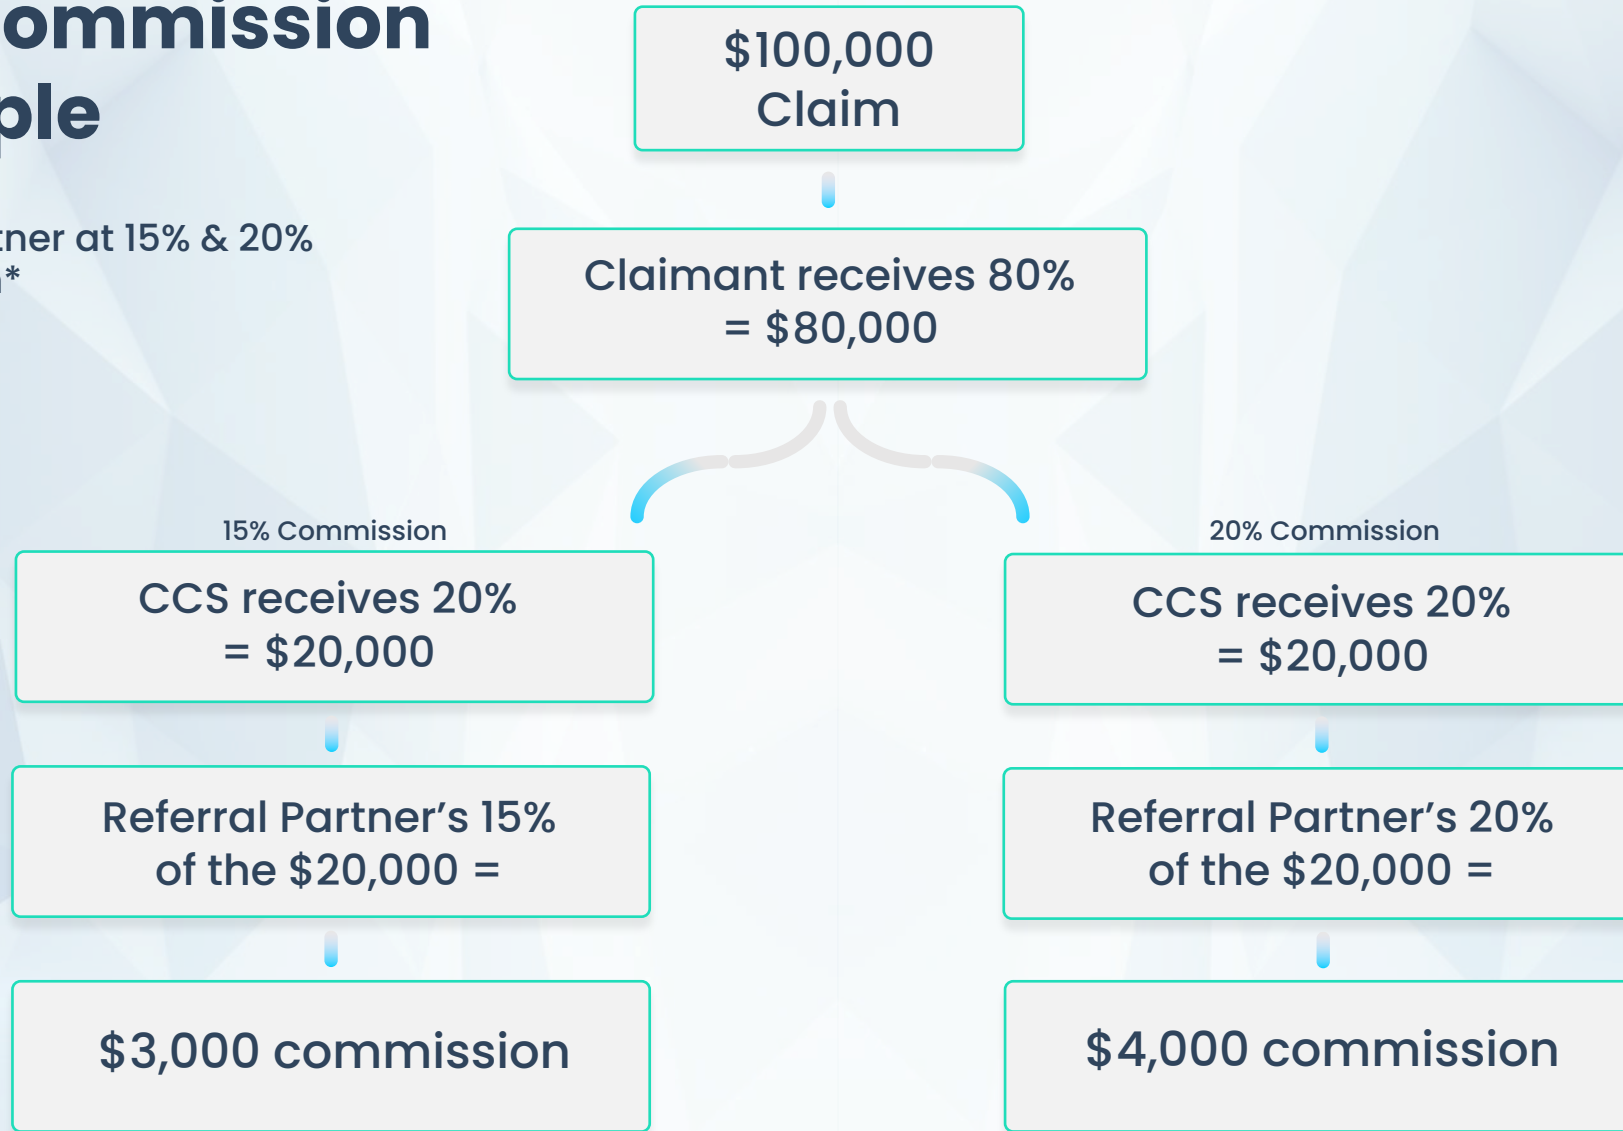 ommission
ple
tner at 15% & 20%
*
$100,000
Claim
Claimant receives 80%
= $80,000
15% Commission
CCS receives 20%
= $20,000
Referral Partner’s 15%
of the $20,000 =
$3,000 commission
20% Commission
CCS receives 20%
= $20,000
Referral Partner’s 20%
of the $20,000 =
$4,000 commission